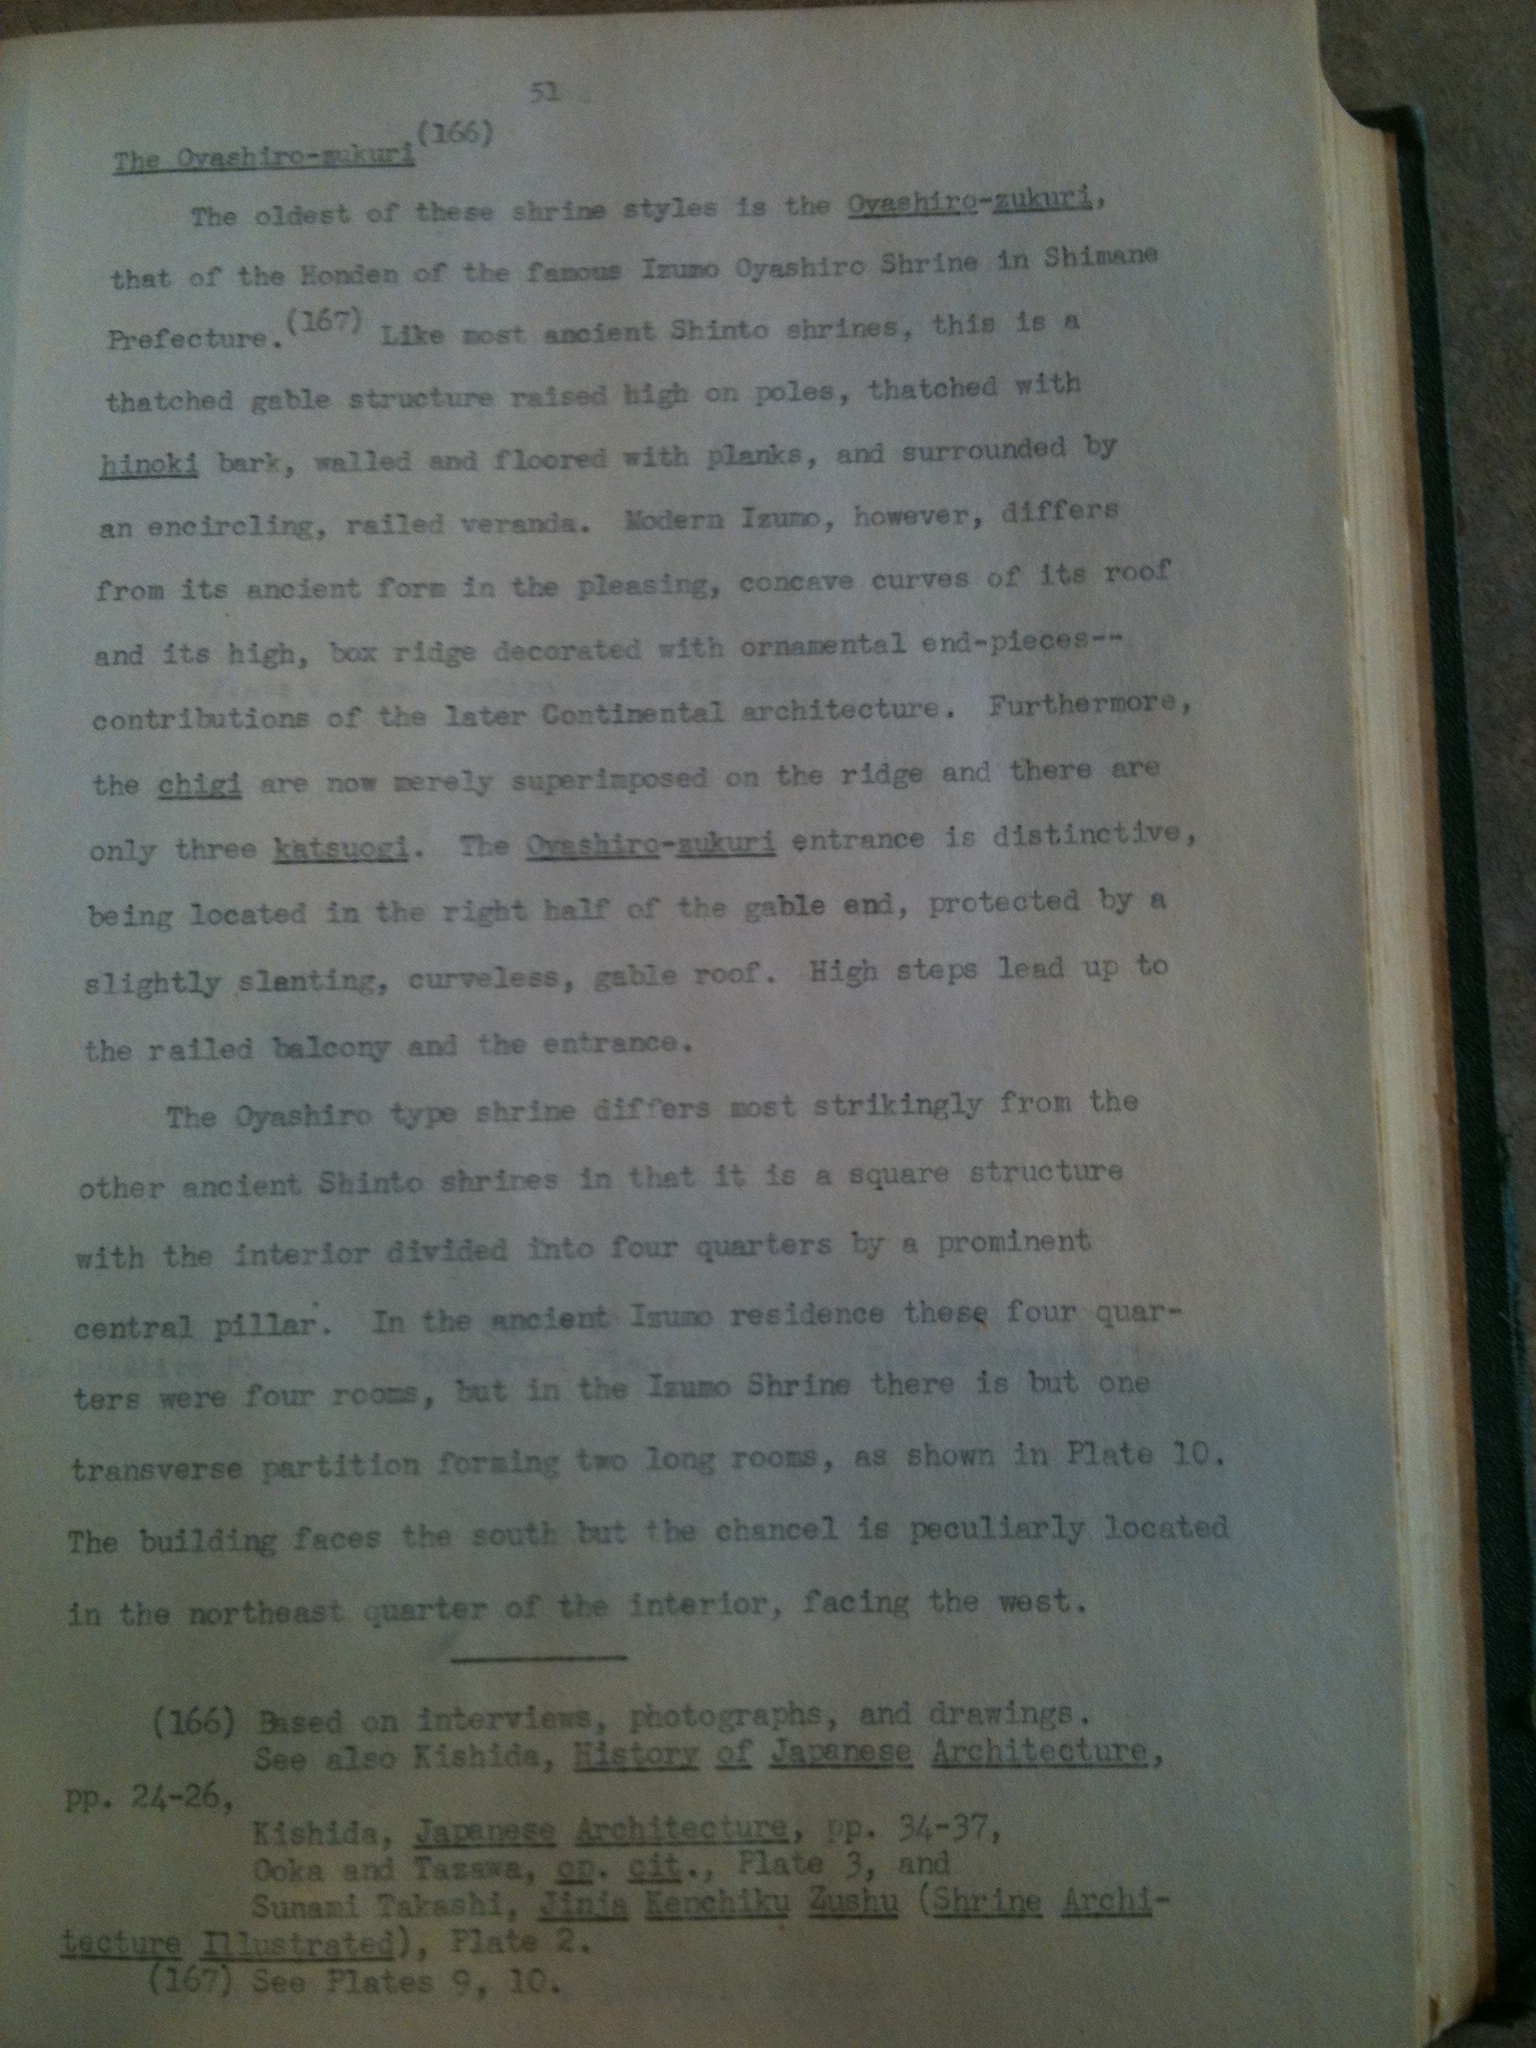 51
The Oyashiro-zukuri(166)
The oldest of these shrine styles is the Oyashiro-zukuri,
that of the Honden of the famous Izumo Oyashiro Shrine in Shimane
Prefecture.(167) Like most ancient Shinto shrines, this is a
thatched gable structure raised high on poles, thatched with
hinoki bark, walled and floored with planks, and surrounded by
an encircling, railed veranda. Modern Izumo, however, differs
from its ancient form in the pleasing, concave curves of its roof
and its high, box ridge decorated with ornamental end-pieces--
contributions of the later Continental architecture. Furthermore,
the chigi are now merely superimposed on the ridge and there are
only three katsuogi. The Oyashiro-zukuri entrance is distinctive,
being located in the right half of the gable end, protected by a
slightly slanting, curveless, gable roof. High steps lead up to
the railed balcony and the entrance.
The Oyashiro type shrine differs most strikingly from the
other ancient Shinto shrines in that it is a square structure
with the interior divided into four quarters by a prominent
central pillar. In the ancient Izumo residence these four quar-
ters were four rooms, but in the Izumo Shrine there is but one
transverse partition forming two long rooms, as shown in Plate 10.
The building faces the south but the chancel is peculiarly located
in the northeast quarter of the interior, facing the west.
(166) Based on interviews, photographs, and drawings.
See also Kishida, History of Japanese Architecture,
pp. 24-26,
Kishida, Japanese Architecture, pp. 34-37,
Ooka and Tazawa, op. cit., Plate 3, and
Sunami Takashi, Jinja Kenchiku Zushu (Shrine Archi-
tecture Illustrated), Plate 2.
(167) See Plates 9, 10.